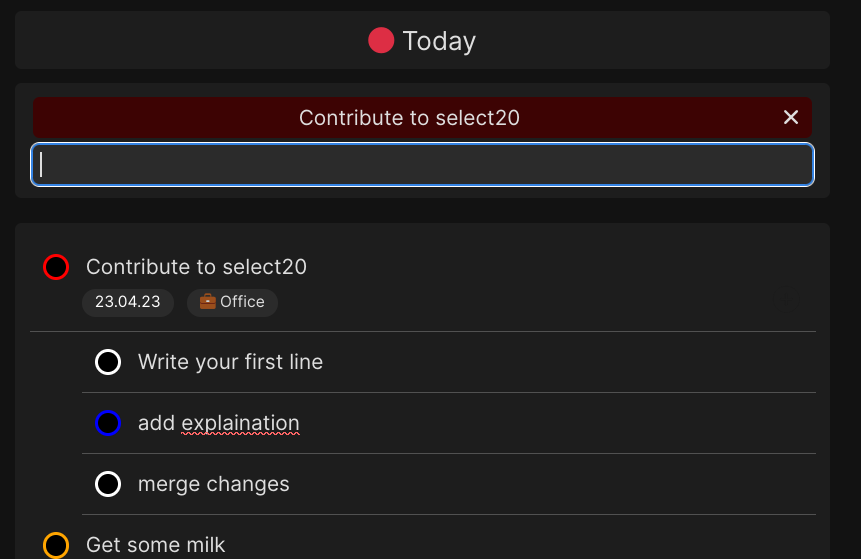 Today
Contribute to select20
Contribute to select20
23.04.23
Office
Write your first line
add explaination
merge changes
Get some milk